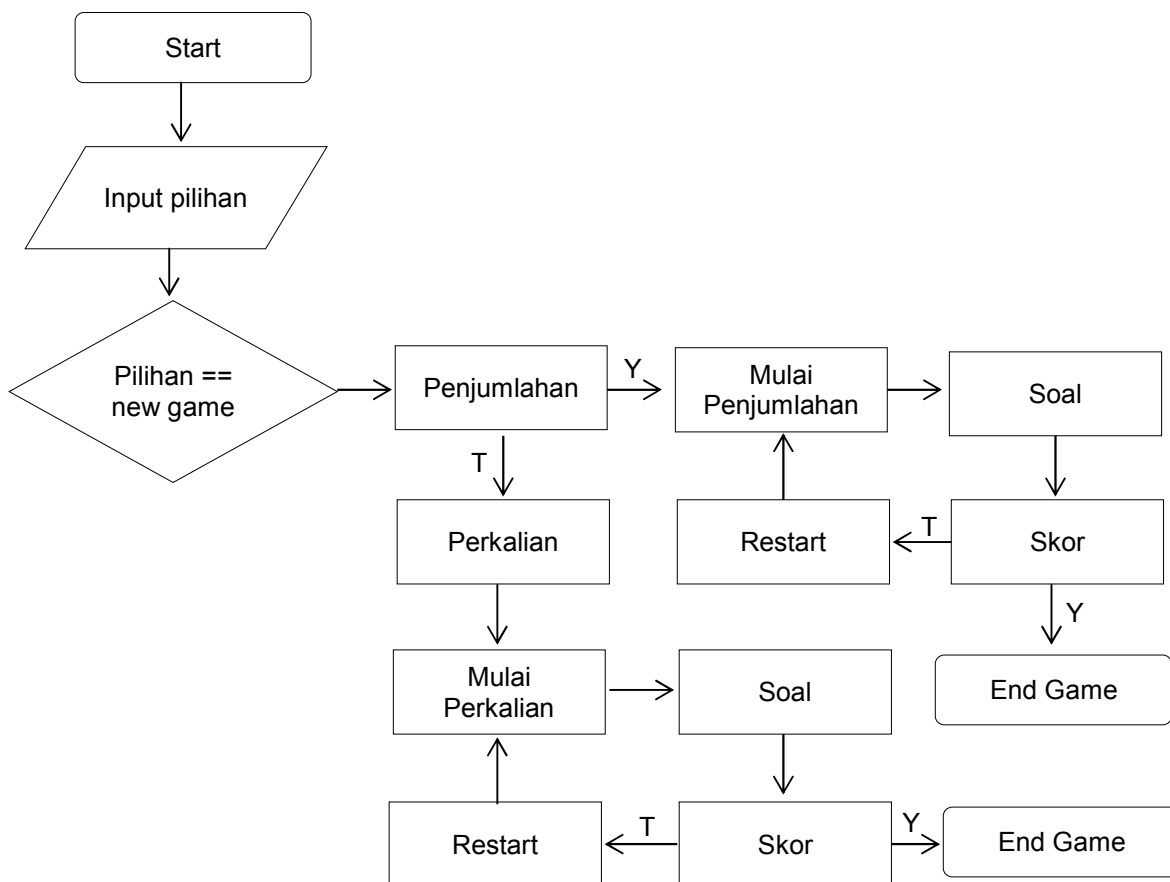 Start
Input pilihan
Pilihan ==
new game
Penjumlahan
Y
Mulai
Penjumlahan
Soal
T
Perkalian
Restart
T
Skor
Y
Mulai
Perkalian
Soal
End Game
Restart
T
Skor
Y
End Game